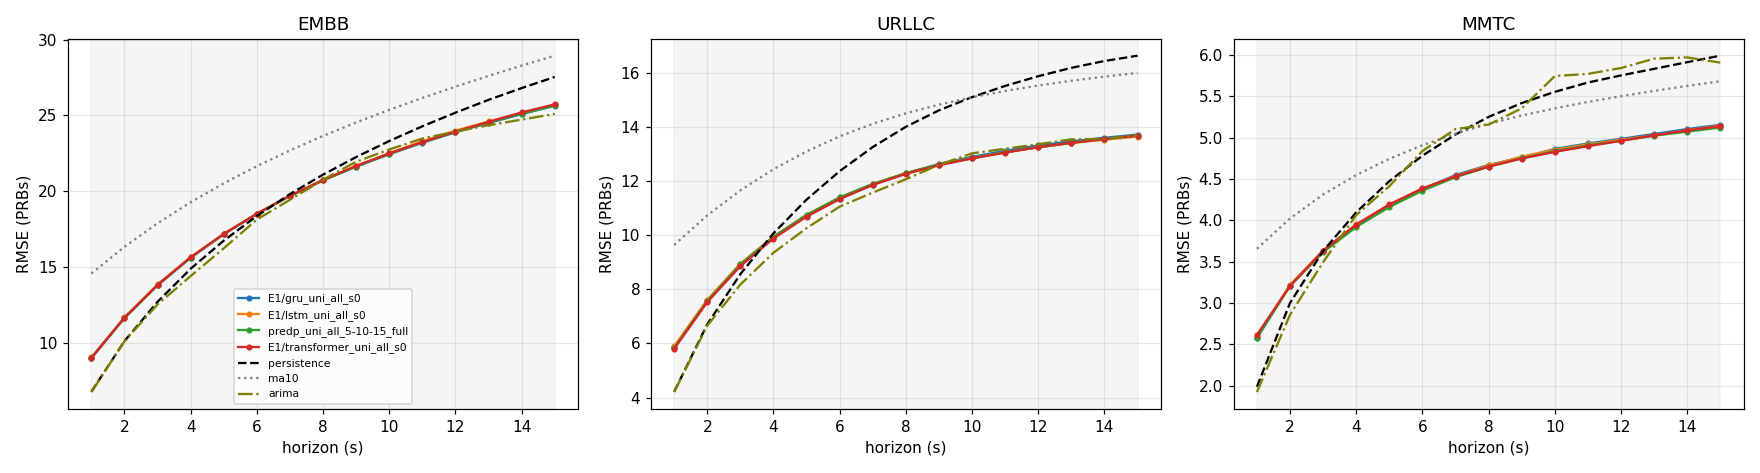 EMBB
30
25
20
15
10
RMSE (PRBs)
2 4 6 8 10 12 14
horizon (s)
E1/gru_uni_all_s0
E1/lstm_uni_all_s0
predp_uni_all_5-10-15_full
E1/transformer_uni_all_s0
persistence
ma10
arima
URLLC
16
14
12
10
8
6
4
RMSE (PRBs)
2 4 6 8 10 12 14
horizon (s)
MMTC
6.0
5.5
5.0
4.5
4.0
3.5
3.0
2.5
2.0
RMSE (PRBs)
2 4 6 8 10 12 14
horizon (s)